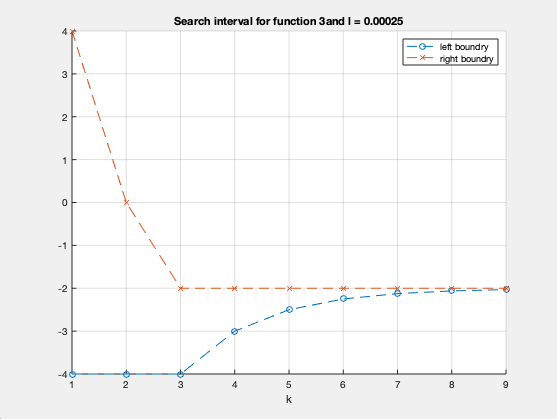 Search interval for function 3and l = 0.00025
left boundry
right boundry
4
3
2
1
0
-1
-2
-3
-4
1 2 3 4 5 6 7 8 9
k